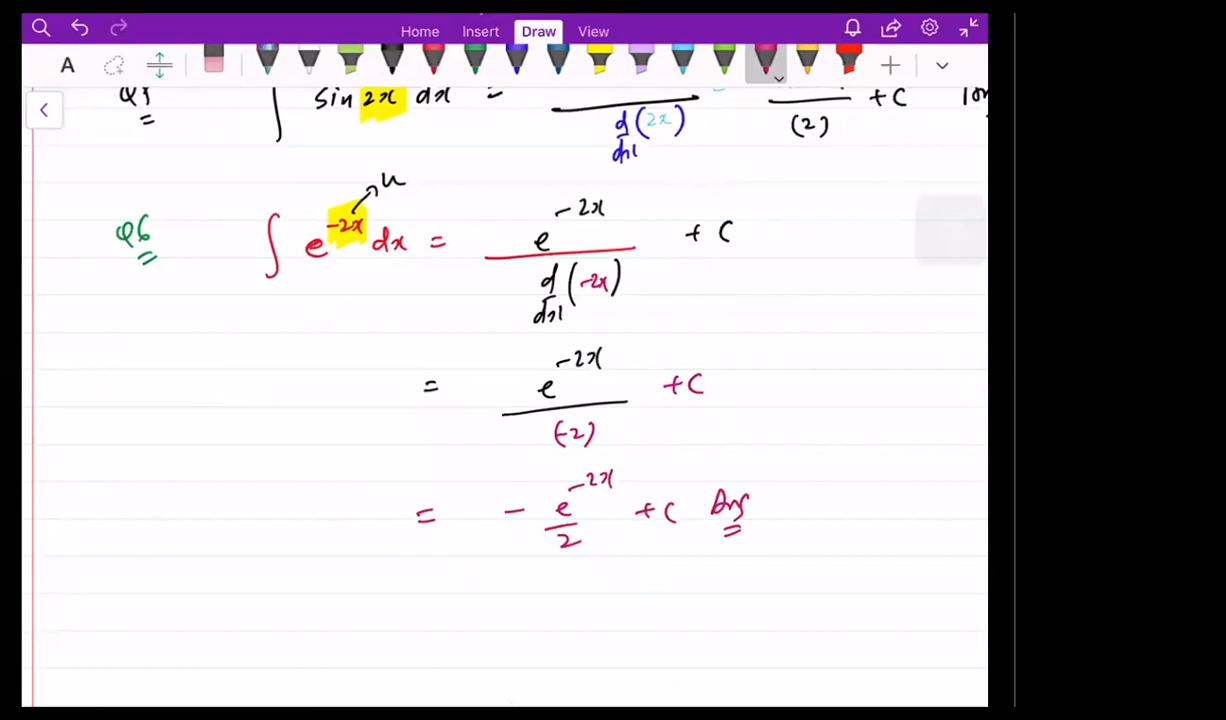 Home Insert Draw View
A
Q5 ∫ sin 2x dx = / d/dx (2x) / (2) + C
u
Q6 ∫ e^-2x dx = e^-2x / d/dx (-2x) + C
= e^-2x / (-2) + C
= - e^-2x / 2 + C Ans